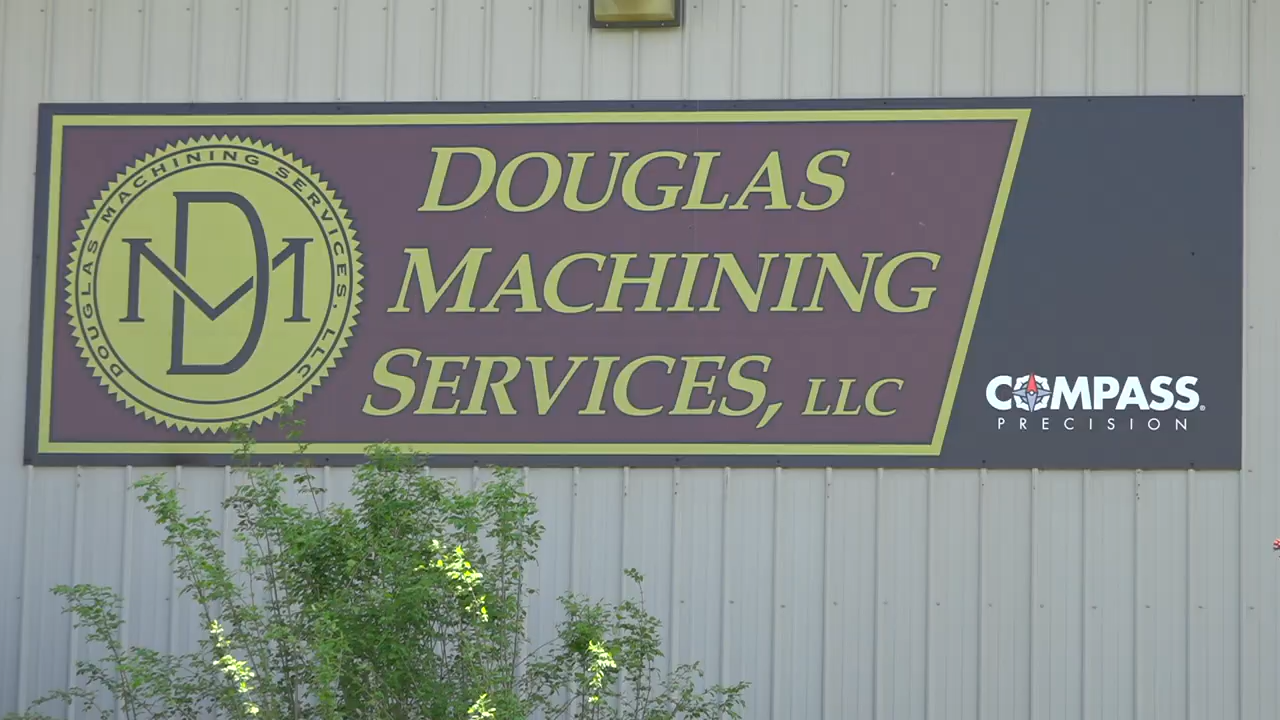 DOUGLAS MACHINING SERVICES, LLC
DM
DOUGLAS
MACHINING
SERVICES, LLC
COMPASS
PRECISION